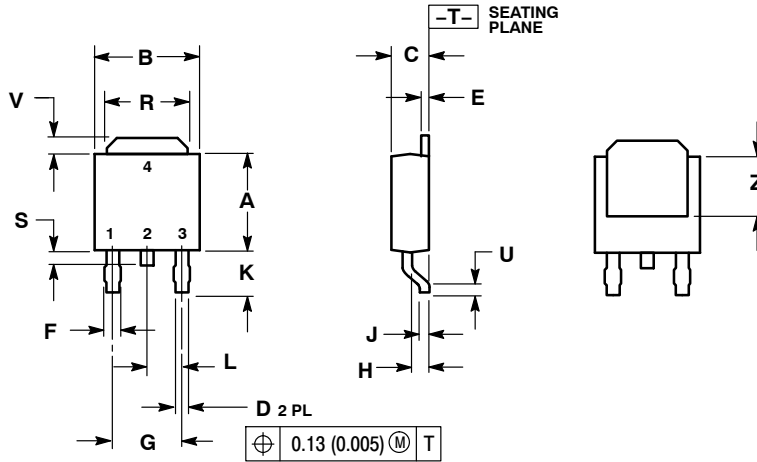 –T– SEATING
PLANE
C
B
E
V
R
4
A
Z
S
1 2 3
K
U
F
J
L
H
D 2 PL
G
⌖ 0.13 (0.005) Ⓜ T